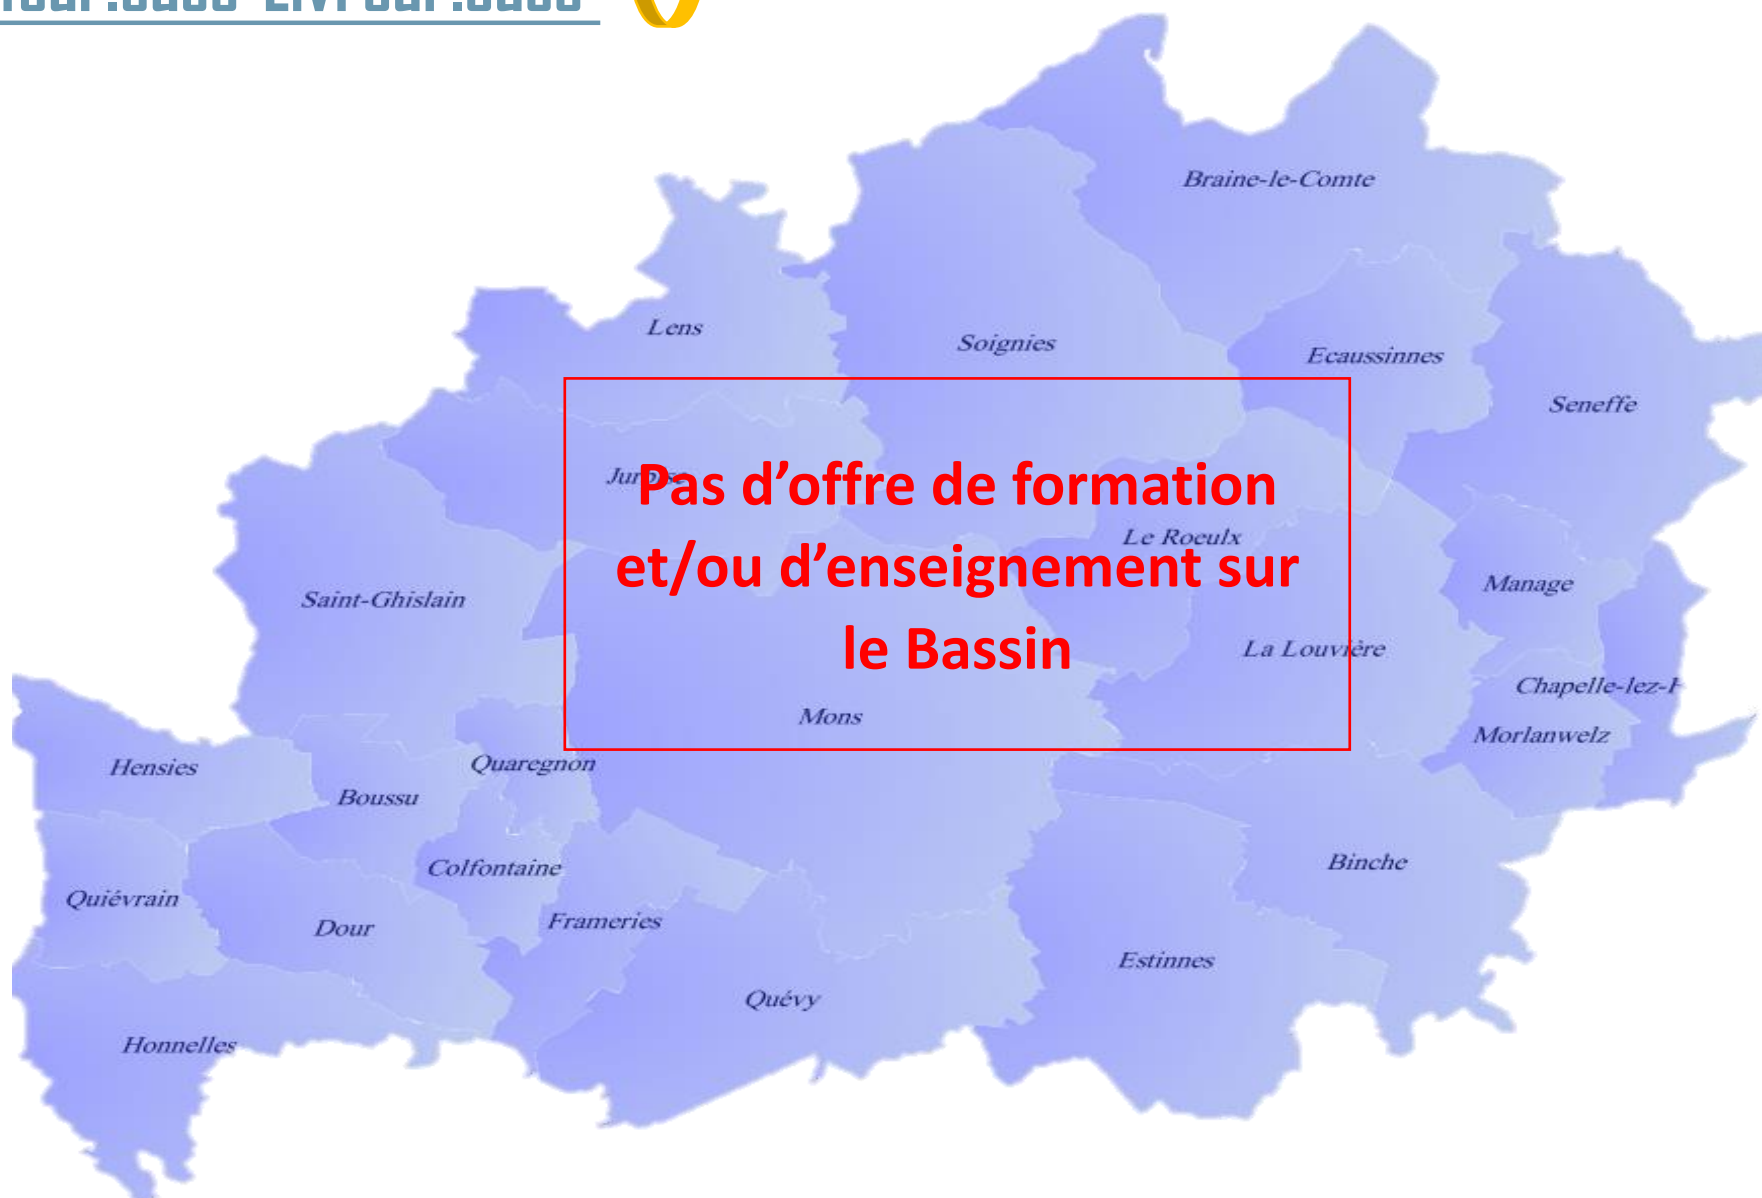 Braine-le-Comte
Lens
Soignies
Ecaussinnes
Seneffe
Pas d’offre de formation
et/ou d’enseignement sur
le Bassin
Jurbise
Le Roeulx
Manage
Saint-Ghislain
La Louvière
Chapelle-lez-
Mons
Morlanwelz
Hensies
Quaregnon
Boussu
Binche
Colfontaine
Quiévrain
Frameries
Dour
Estinnes
Quévy
Honnelles